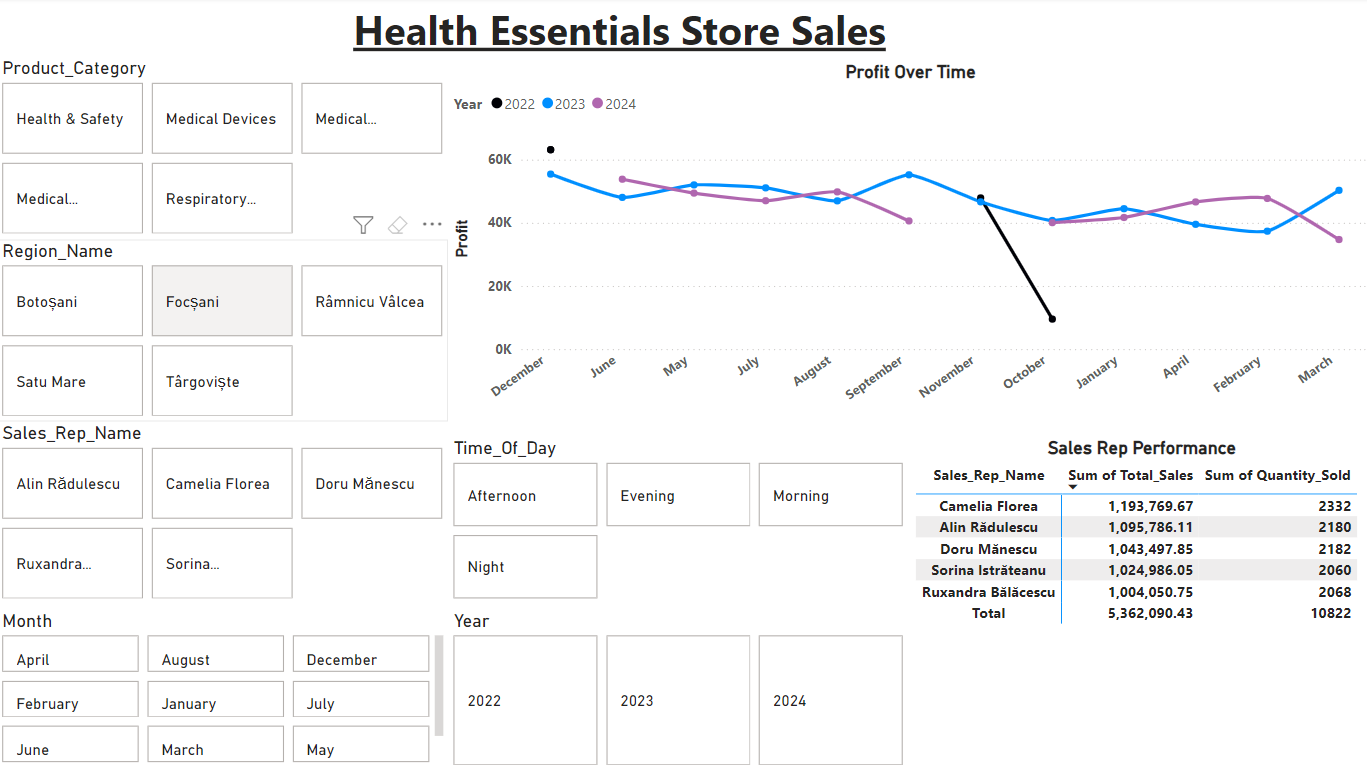 Health Essentials Store Sales
Product_Category
Health & Safety
Medical Devices
Medical...
Medical...
Respiratory...
Region_Name
Botoșani
Focșani
Râmnicu Vâlcea
Satu Mare
Târgoviște
Sales_Rep_Name
Alin Rădulescu
Camelia Florea
Doru Mănescu
Ruxandra...
Sorina...
Month
April
August
December
February
January
July
June
March
May
Profit Over Time
Year 2022 2023 2024
Profit
60K
40K
20K
0K
December June May July August September November October January April February March
Time_Of_Day
Afternoon
Evening
Morning
Night
Year
2022
2023
2024
Sales Rep Performance
Sales_Rep_Name Sum of Total_Sales Sum of Quantity_Sold
Camelia Florea 1,193,769.67 2332
Alin Rădulescu 1,095,786.11 2180
Doru Mănescu 1,043,497.85 2182
Sorina Istrăteanu 1,024,986.05 2060
Ruxandra Bălăcescu 1,004,050.75 2068
Total 5,362,090.43 10822